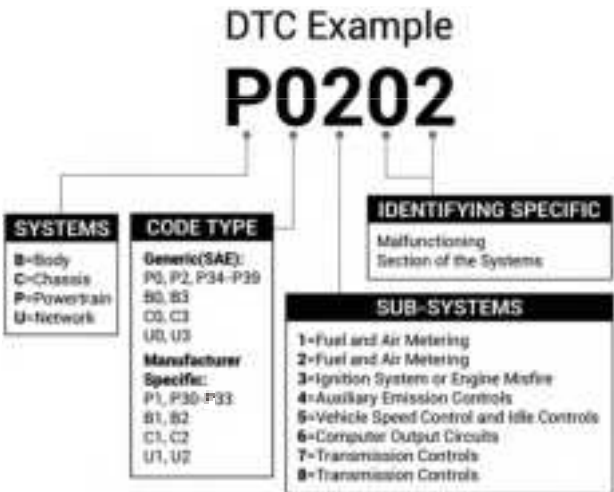 DTC Example
P0202
SYSTEMS
B=Body
C=Chassis
P=Powertrain
U=Network
CODE TYPE
Generic(SAE):
P0, P2, P34-P39
B0, B3
C0, C3
U0, U3
Manufacturer
Specific:
P1, P30-P33
B1, B2
C1, C2
U1, U2
IDENTIFYING SPECIFIC
Malfunctioning
Section of the Systems
SUB-SYSTEMS
1=Fuel and Air Metering
2=Fuel and Air Metering
3=Ignition System or Engine Misfire
4=Auxiliary Emission Controls
5=Vehicle Speed Control and Idle Controls
6=Computer Output Circuits
7=Transmission Controls
8=Transmission Controls